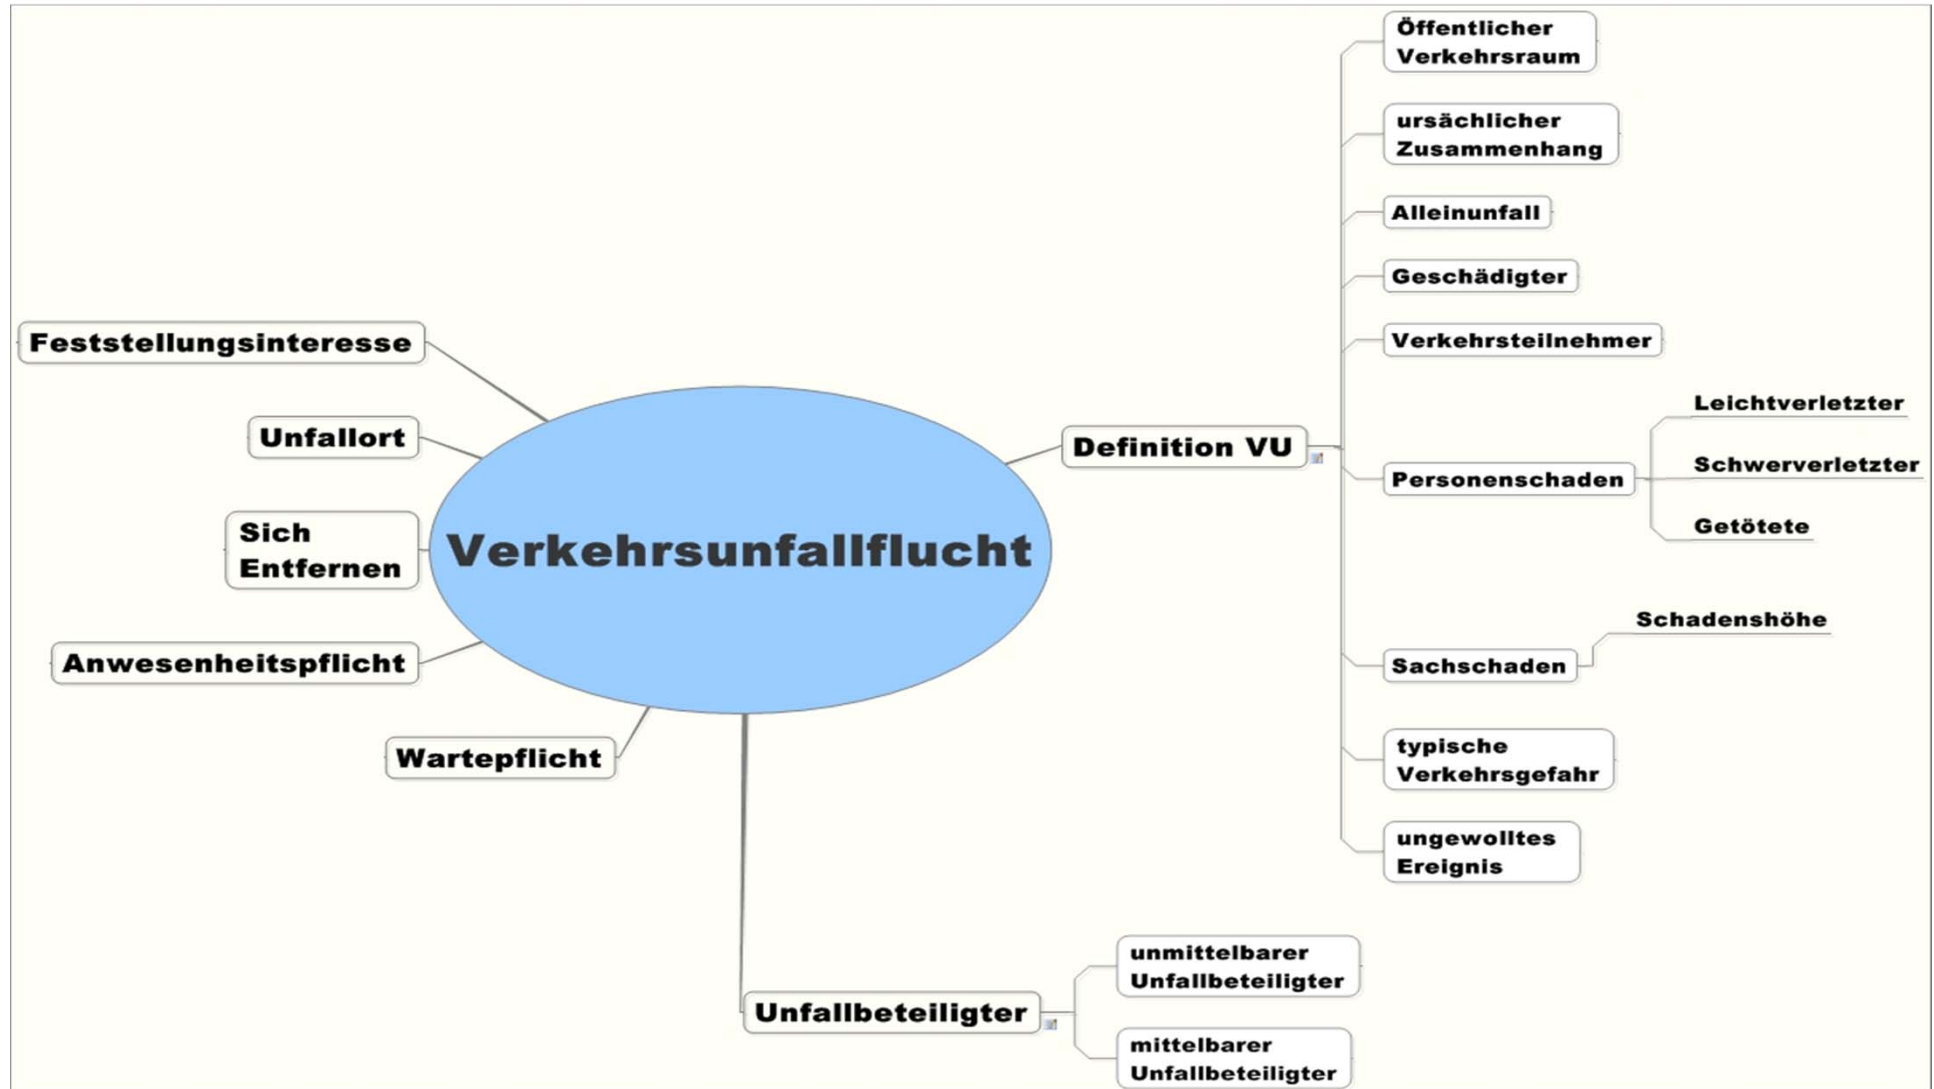 Öffentlicher
Verkehrsraum
ursächlicher
Zusammenhang
Alleinunfall
Geschädigter
Verkehrsteilnehmer
Feststellungsinteresse
Leichtverletzter
Unfallort
Definition VU
Schwerverletzter
Personenschaden
Getötete
Sich
Entfernen
Verkehrsunfallflucht
Schadenshöhe
Anwesenheitspflicht
Sachschaden
Wartepflicht
typische
Verkehrsgefahr
ungewolltes
Ereignis
unmittelbarer
Unfallbeteiligter
Unfallbeteiligter
mittelbarer
Unfallbeteiligter